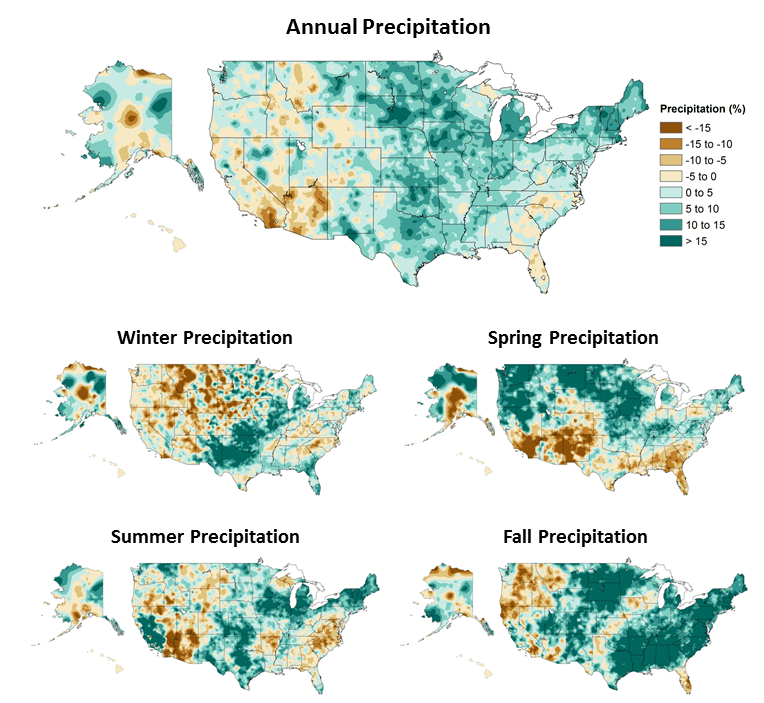 Annual Precipitation
Precipitation (%)
< -15
-15 to -10
-10 to -5
-5 to 0
0 to 5
5 to 10
10 to 15
> 15
Winter Precipitation
Spring Precipitation
Summer Precipitation
Fall Precipitation